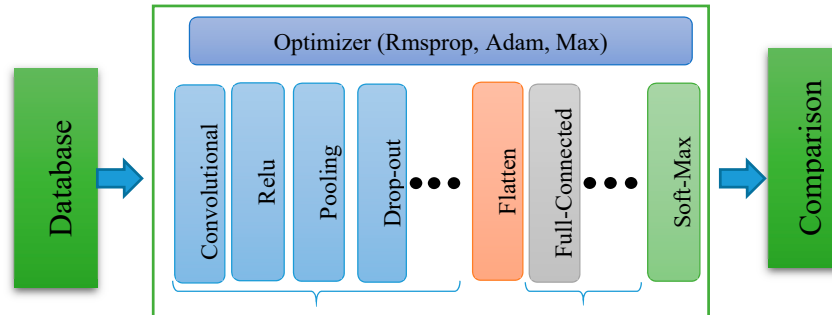 Optimizer (Rmsprop, Adam, Max)
Database
Convolutional
Relu
Pooling
Drop-out
Flatten
Full-Connected
Soft-Max
Comparison